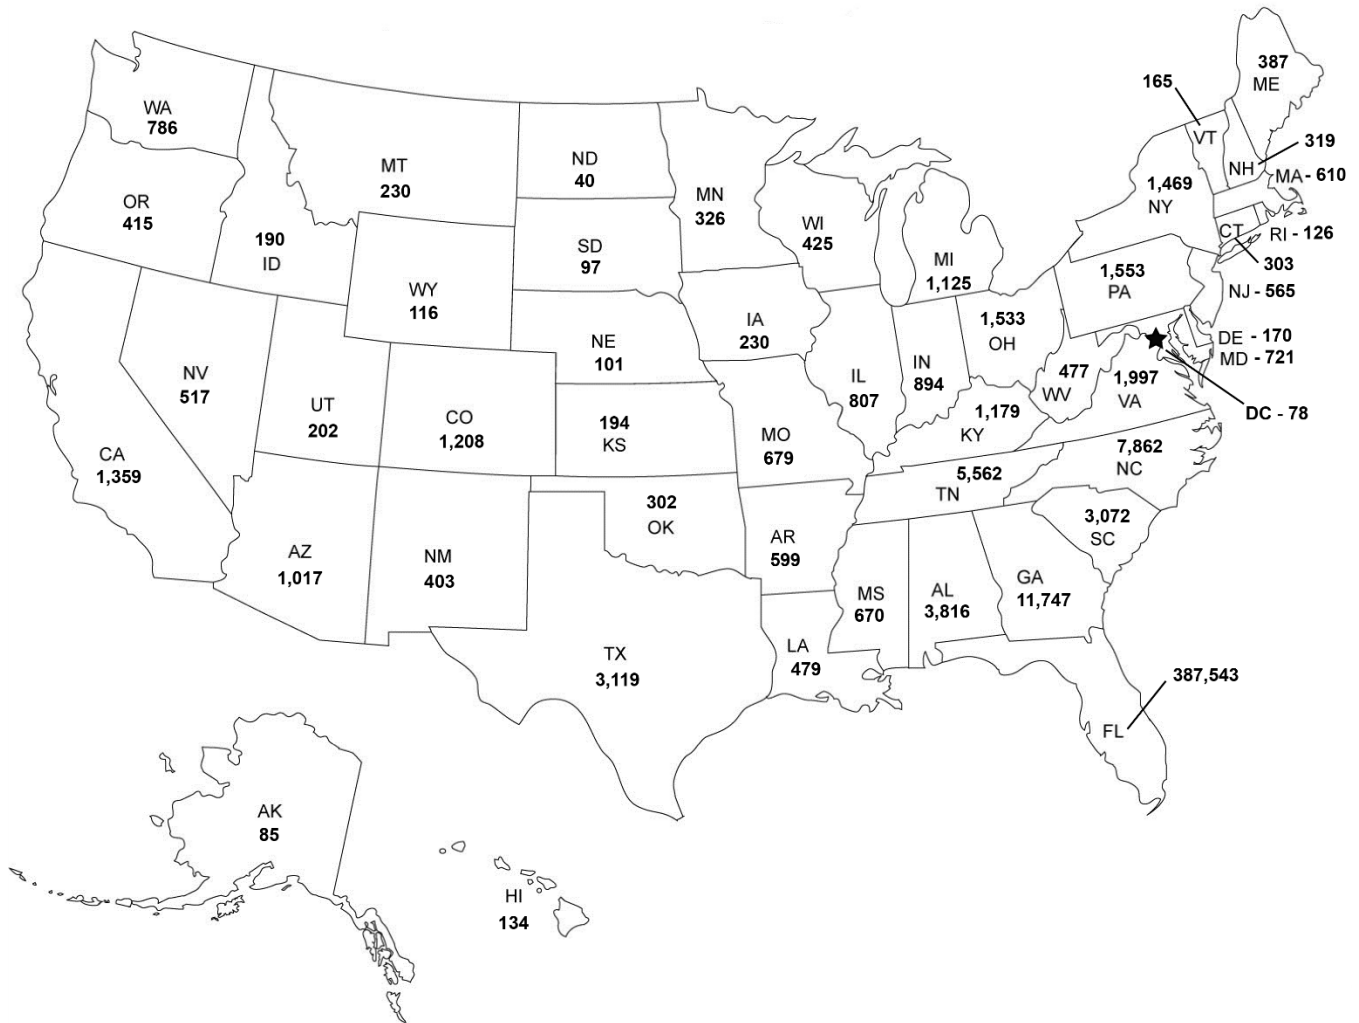 387
ME
165
VT
319
NH
MA - 610
WA
786
MT
230
ND
40
MN
326
1,469
NY
OR
415
190
ID
SD
97
WI
425
MI
1,125
CT
RI - 126
303
1,553
PA
NJ - 565
WY
116
IA
230
1,533
OH
DE - 170
MD - 721
NE
101
NV
517
UT
202
CO
1,208
194
KS
IL
807
IN
894
477
WV
1,997
VA
DC - 78
1,179
KY
CA
1,359
MO
679
7,862
NC
5,562
TN
302
OK
3,072
SC
AZ
1,017
NM
403
AR
599
MS
670
AL
3,816
GA
11,747
TX
3,119
LA
479
387,543
FL
AK
85
HI
134